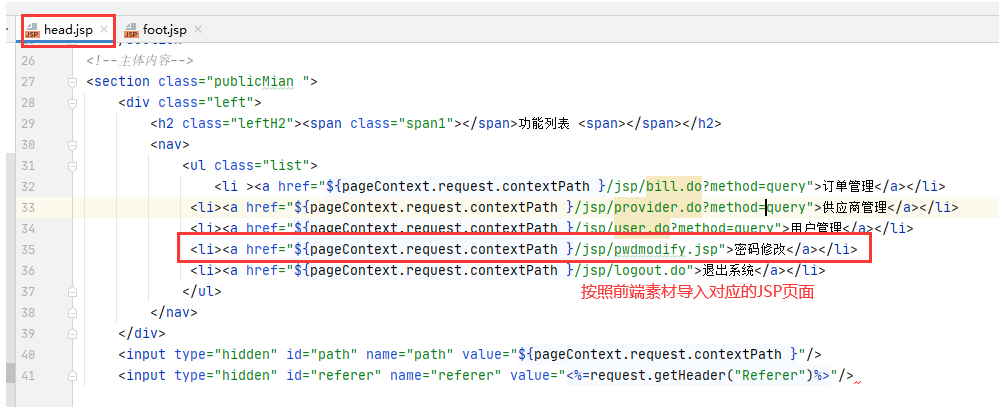 head.jsp
foot.jsp
26 <!--主体内容-->
27 <section class="publicMian ">
28 <div class="left">
29 <h2 class="leftH2"><span class="span1"></span>功能列表 <span></span></h2>
30 <nav>
31 <ul class="list">
32 <li ><a href="${pageContext.request.contextPath }/jsp/bill.do?method=query">订单管理</a></li>
33 <li><a href="${pageContext.request.contextPath }/jsp/provider.do?method=query">供应商管理</a></li>
34 <li><a href="${pageContext.request.contextPath }/jsp/user.do?method=query">用户管理</a></li>
35 <li><a href="${pageContext.request.contextPath }/jsp/pwdmodify.jsp">密码修改</a></li>
36 <li><a href="${pageContext.request.contextPath }/jsp/logout.do">退出系统</a></li>
按照前端素材导入对应的JSP页面
37 </ul>
38 </nav>
39 </div>
40 <input type="hidden" id="path" name="path" value="${pageContext.request.contextPath }"/>
41 <input type="hidden" id="referer" name="referer" value="<%=request.getHeader("Referer")%>"/>